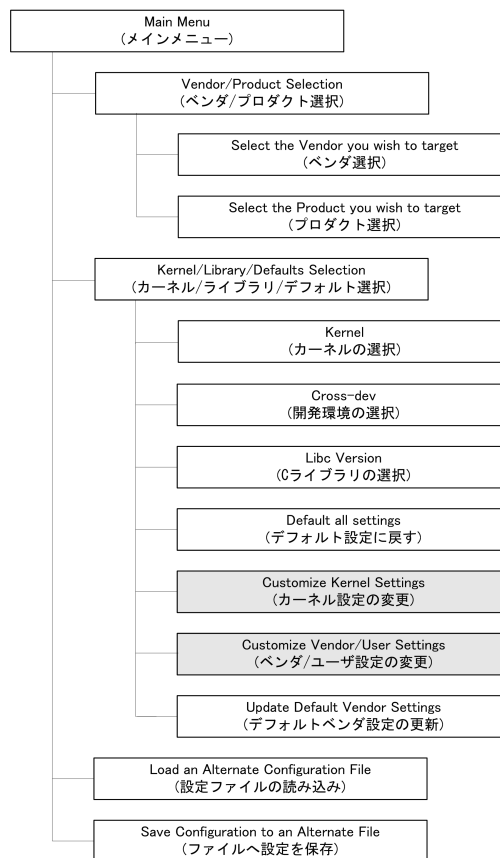 Main Menu
(メインメニュー)
Vendor/Product Selection
(ベンダ/プロダクト選択)
Select the Vendor you wish to target
(ベンダ選択)
Select the Product you wish to target
(プロダクト選択)
Kernel/Library/Defaults Selection
(カーネル/ライブラリ/デフォルト選択)
Kernel
(カーネルの選択)
Cross-dev
(開発環境の選択)
Libc Version
(Cライブラリの選択)
Default all settings
(デフォルト設定に戻す)
Customize Kernel Settings
(カーネル設定の変更)
Customize Vendor/User Settings
(ベンダ/ユーザ設定の変更)
Update Default Vendor Settings
(デフォルトベンダ設定の更新)
Load an Alternate Configuration File
(設定ファイルの読み込み)
Save Configuration to an Alternate File
(ファイルへ設定を保存)